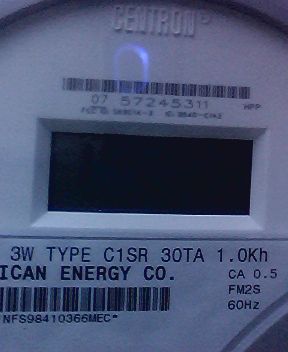 CENTRON
07 57245311
3W TYPE C1SR 30TA 1.0Kh
ICAN ENERGY CO. CA 0.5
FM2S
60Hz
NFS98410366MEC*